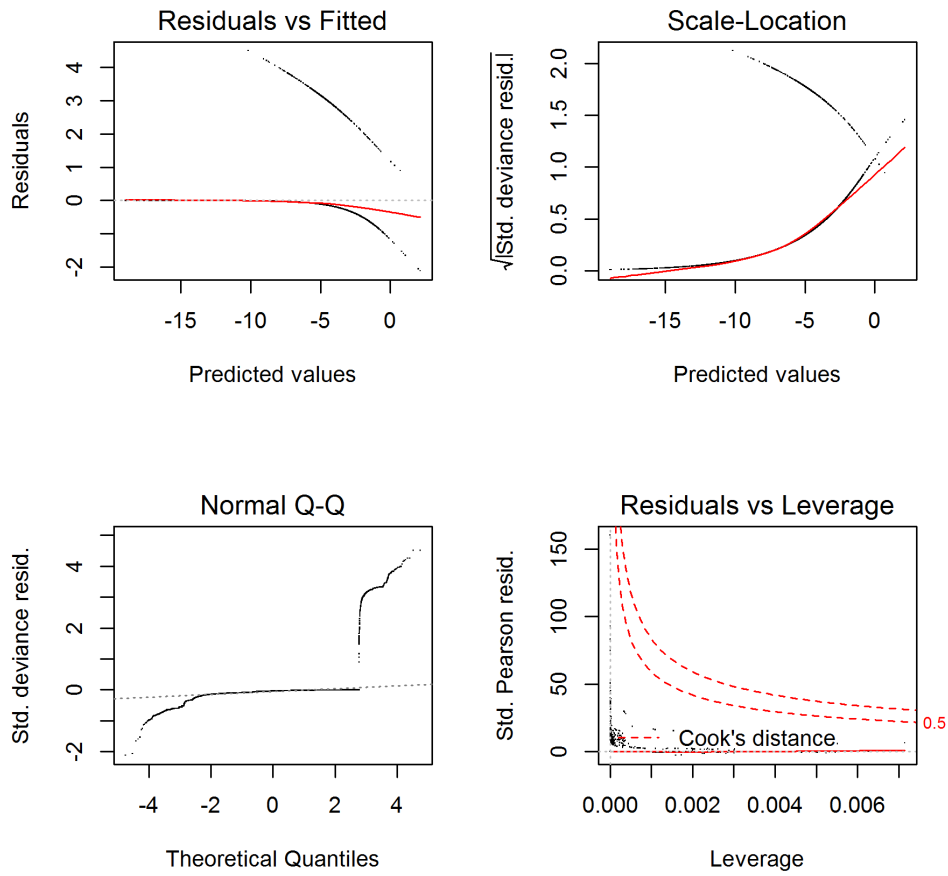 Residuals vs Fitted
Residuals
4
3
2
1
0
-2
-15
-10
-5
0
Predicted values
Scale-Location
√|Std. deviance resid.|
2.0
1.5
1.0
0.5
0.0
-15
-10
-5
0
Predicted values
Normal Q-Q
Std. deviance resid.
4
2
0
-2
-4
-2
0
2
4
Theoretical Quantiles
Residuals vs Leverage
Std. Pearson resid.
150
100
50
0
0.5
Cook's distance
0.000
0.002
0.004
0.006
Leverage